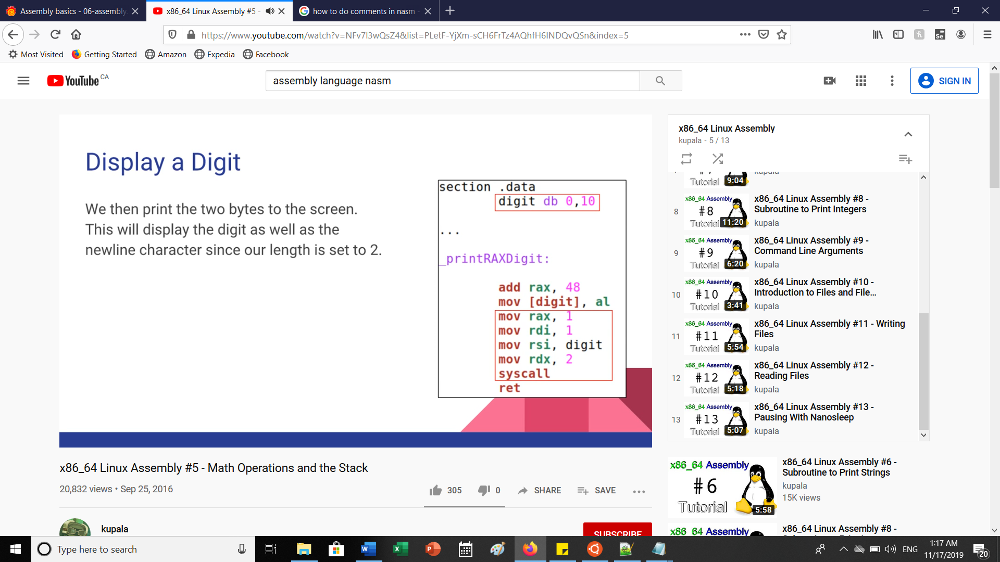 Assembly basics - 06-assembly
x86_64 Linux Assembly #5 -
how to do comments in nasm -
https://www.youtube.com/watch?v=NFv7l3wQsZ4&list=PLetF-YjXm-sCH6FrTz4AQhfH6INDQvQSn&index=5
Most Visited
Getting Started
Amazon
Expedia
Facebook
YouTube CA
assembly language nasm
SIGN IN
Display a Digit
We then print the two bytes to the screen.
This will display the digit as well as the
newline character since our length is set to 2.
section .data
digit db 0,10
...
_printRAXDigit:
add rax, 48
mov [digit], al
mov rax, 1
mov rdi, 1
mov rsi, digit
mov rdx, 2
syscall
ret
x86_64 Linux Assembly #5 - Math Operations and the Stack
20,832 views • Sep 25, 2016
305
0
SHARE
SAVE
kupala
SUBSCRIBE
x86_64 Linux Assembly
kupala - 5 / 13
Tutorial
9:04
kupala
8
x86_64 Assembly
#8
Tutorial
11:20
x86_64 Linux Assembly #8 -
Subroutine to Print Integers
kupala
9
x86_64 Assembly
#9
Tutorial
6:20
x86_64 Linux Assembly #9 -
Command Line Arguments
kupala
10
x86_64 Assembly
#10
Tutorial
3:41
x86_64 Linux Assembly #10 -
Introduction to Files and File...
kupala
11
x86_64 Assembly
#11
Tutorial
5:54
x86_64 Linux Assembly #11 - Writing
Files
kupala
12
x86_64 Assembly
#12
Tutorial
5:18
x86_64 Linux Assembly #12 -
Reading Files
kupala
13
x86_64 Assembly
#13
Tutorial
5:07
x86_64 Linux Assembly #13 -
Pausing With Nanosleep
kupala
x86_64 Assembly
#6
Tutorial
5:58
x86_64 Linux Assembly #6 -
Subroutine to Print Strings
kupala
15K views
x86_64 Assembly
x86_64 Linux Assembly #8 -
Type here to search
ENG
1:17 AM
11/17/2019
20